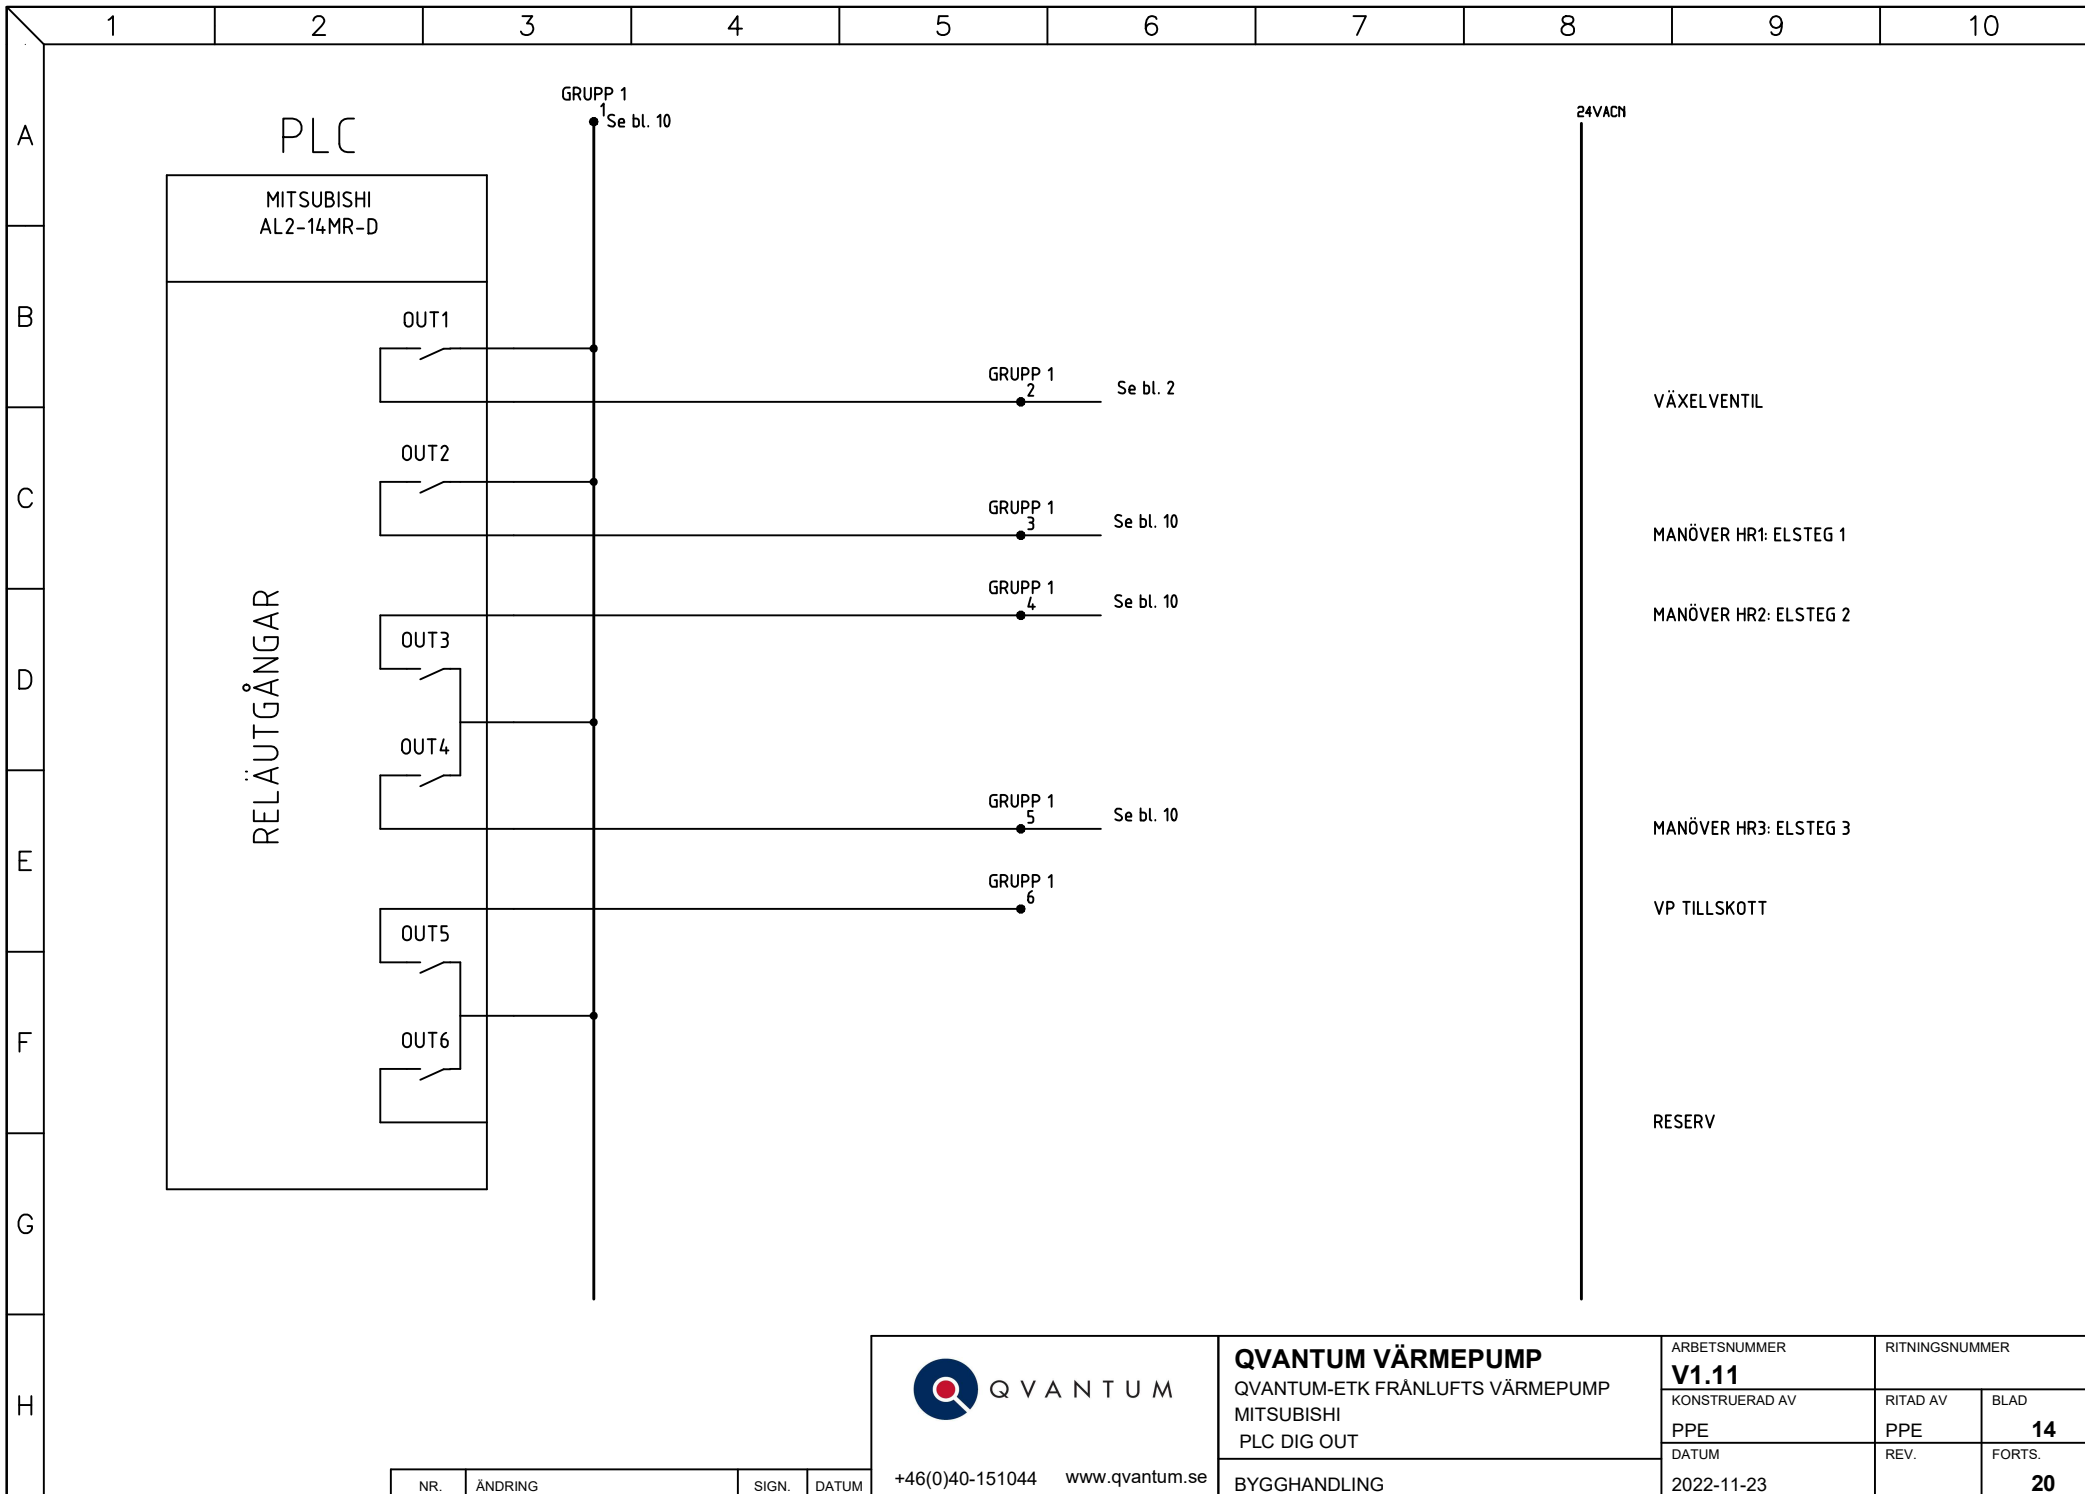 1 2 3 4 5 6 7 8 9 10
A
B
C
D
E
F
G
H
PLC
MITSUBISHI
AL2-14MR-D
RELÄUTGÅNGAR
GRUPP 1
1
Se bl. 10
24VACN
OUT1
GRUPP 1
2
Se bl. 2
VÄXELVENTIL
OUT2
GRUPP 1
3
Se bl. 10
MANÖVER HR1: ELSTEG 1
GRUPP 1
4
Se bl. 10
MANÖVER HR2: ELSTEG 2
OUT3
OUT4
GRUPP 1
5
Se bl. 10
MANÖVER HR3: ELSTEG 3
GRUPP 1
6
VP TILLSKOTT
OUT5
OUT6
RESERV
QVANTUM
+46(0)40-151044 www.qvantum.se
QVANTUM VÄRMEPUMP
QVANTUM-ETK FRÅNLUFTS VÄRMEPUMP
MITSUBISHI
PLC DIG OUT
BYGGHANDLING
ARBETSNUMMER
V1.11
RITNINGSNUMMER
KONSTRUERAD AV
PPE
RITAD AV
PPE
BLAD
14
DATUM
2022-11-23
REV.
FORTS.
20
NR. ÄNDRING SIGN. DATUM